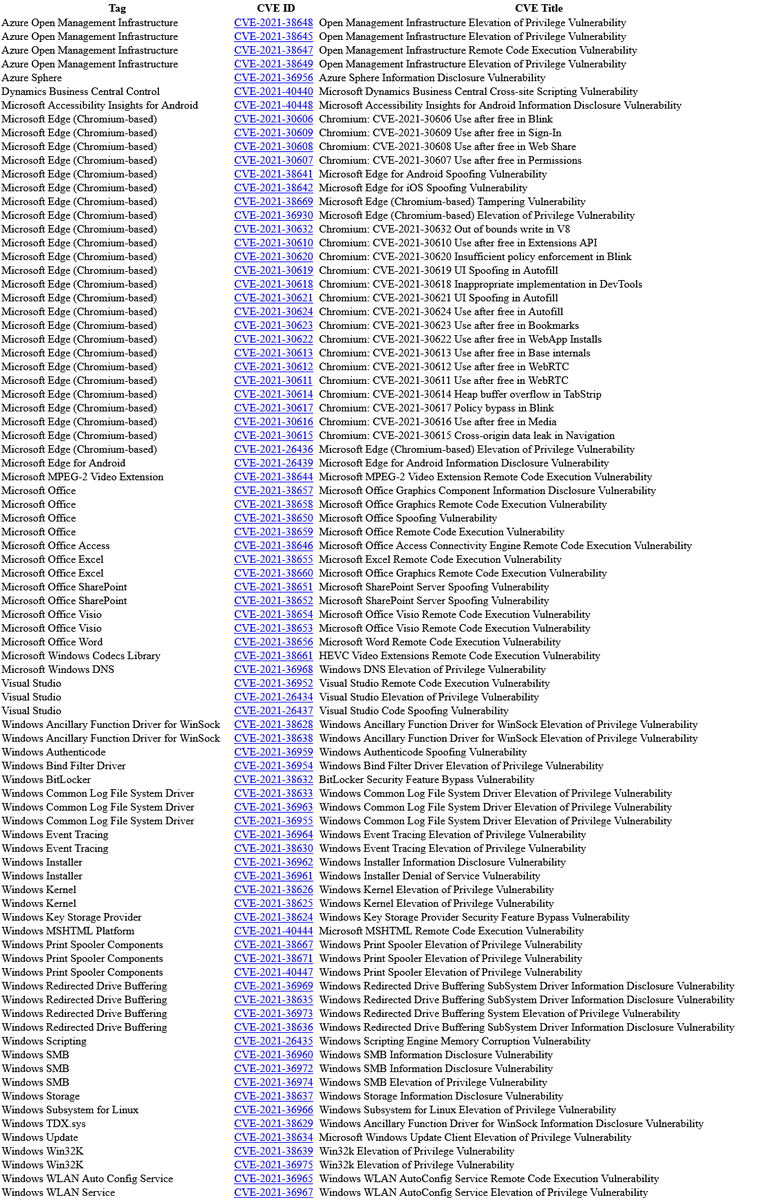 Tag CVE ID CVE Title
Azure Open Management Infrastructure CVE-2021-38648 Open Management Infrastructure Elevation of Privilege Vulnerability
Azure Open Management Infrastructure CVE-2021-38645 Open Management Infrastructure Elevation of Privilege Vulnerability
Azure Open Management Infrastructure CVE-2021-38647 Open Management Infrastructure Remote Code Execution Vulnerability
Azure Open Management Infrastructure CVE-2021-38649 Open Management Infrastructure Elevation of Privilege Vulnerability
Azure Sphere CVE-2021-36956 Azure Sphere Information Disclosure Vulnerability
Dynamics Business Central Control CVE-2021-40440 Microsoft Dynamics Business Central Cross-site Scripting Vulnerability
Microsoft Accessibility Insights for Android CVE-2021-40448 Microsoft Accessibility Insights for Android Information Disclosure Vulnerability
Microsoft Edge (Chromium-based) CVE-2021-30606 Chromium: CVE-2021-30606 Use after free in Blink
Microsoft Edge (Chromium-based) CVE-2021-30609 Chromium: CVE-2021-30609 Use after free in Sign-In
Microsoft Edge (Chromium-based) CVE-2021-30608 Chromium: CVE-2021-30608 Use after free in Web Share
Microsoft Edge (Chromium-based) CVE-2021-30607 Chromium: CVE-2021-30607 Use after free in Permissions
Microsoft Edge (Chromium-based) CVE-2021-38641 Microsoft Edge for Android Spoofing Vulnerability
Microsoft Edge (Chromium-based) CVE-2021-38642 Microsoft Edge for iOS Spoofing Vulnerability
Microsoft Edge (Chromium-based) CVE-2021-38669 Microsoft Edge (Chromium-based) Tampering Vulnerability
Microsoft Edge (Chromium-based) CVE-2021-36930 Microsoft Edge (Chromium-based) Elevation of Privilege Vulnerability
Microsoft Edge (Chromium-based) CVE-2021-30632 Chromium: CVE-2021-30632 Out of bounds write in V8
Microsoft Edge (Chromium-based) CVE-2021-30610 Chromium: CVE-2021-30610 Use after free in Extensions API
Microsoft Edge (Chromium-based) CVE-2021-30620 Chromium: CVE-2021-30620 Insufficient policy enforcement in Blink
Microsoft Edge (Chromium-based) CVE-2021-30619 Chromium: CVE-2021-30619 UI Spoofing in Autofill
Microsoft Edge (Chromium-based) CVE-2021-30618 Chromium: CVE-2021-30618 Inappropriate implementation in DevTools
Microsoft Edge (Chromium-based) CVE-2021-30621 Chromium: CVE-2021-30621 UI Spoofing in Autofill
Microsoft Edge (Chromium-based) CVE-2021-30624 Chromium: CVE-2021-30624 Use after free in Autofill
Microsoft Edge (Chromium-based) CVE-2021-30623 Chromium: CVE-2021-30623 Use after free in Bookmarks
Microsoft Edge (Chromium-based) CVE-2021-30622 Chromium: CVE-2021-30622 Use after free in WebApp Installs
Microsoft Edge (Chromium-based) CVE-2021-30613 Chromium: CVE-2021-30613 Use after free in Base internals
Microsoft Edge (Chromium-based) CVE-2021-30612 Chromium: CVE-2021-30612 Use after free in WebRTC
Microsoft Edge (Chromium-based) CVE-2021-30611 Chromium: CVE-2021-30611 Use after free in WebRTC
Microsoft Edge (Chromium-based) CVE-2021-30614 Chromium: CVE-2021-30614 Heap buffer overflow in TabStrip
Microsoft Edge (Chromium-based) CVE-2021-30617 Chromium: CVE-2021-30617 Policy bypass in Blink
Microsoft Edge (Chromium-based) CVE-2021-30616 Chromium: CVE-2021-30616 Use after free in Media
Microsoft Edge (Chromium-based) CVE-2021-30615 Chromium: CVE-2021-30615 Cross-origin data leak in Navigation
Microsoft Edge (Chromium-based) CVE-2021-26436 Microsoft Edge (Chromium-based) Elevation of Privilege Vulnerability
Microsoft Edge for Android CVE-2021-26439 Microsoft Edge for Android Information Disclosure Vulnerability
Microsoft MPEG-2 Video Extension CVE-2021-38644 Microsoft MPEG-2 Video Extension Remote Code Execution Vulnerability
Microsoft Office CVE-2021-38657 Microsoft Office Graphics Component Information Disclosure Vulnerability
Microsoft Office CVE-2021-38658 Microsoft Office Graphics Remote Code Execution Vulnerability
Microsoft Office CVE-2021-38650 Microsoft Office Spoofing Vulnerability
Microsoft Office CVE-2021-38659 Microsoft Office Remote Code Execution Vulnerability
Microsoft Office Access CVE-2021-38646 Microsoft Office Access Connectivity Engine Remote Code Execution Vulnerability
Microsoft Office Excel CVE-2021-38655 Microsoft Excel Remote Code Execution Vulnerability
Microsoft Office Excel CVE-2021-38660 Microsoft Office Graphics Remote Code Execution Vulnerability
Microsoft Office SharePoint CVE-2021-38651 Microsoft SharePoint Server Spoofing Vulnerability
Microsoft Office SharePoint CVE-2021-38652 Microsoft SharePoint Server Spoofing Vulnerability
Microsoft Office Visio CVE-2021-38654 Microsoft Office Visio Remote Code Execution Vulnerability
Microsoft Office Visio CVE-2021-38653 Microsoft Office Visio Remote Code Execution Vulnerability
Microsoft Office Word CVE-2021-38656 Microsoft Word Remote Code Execution Vulnerability
Microsoft Windows Codecs Library CVE-2021-38661 HEVC Video Extensions Remote Code Execution Vulnerability
Microsoft Windows DNS CVE-2021-36968 Windows DNS Elevation of Privilege Vulnerability
Visual Studio CVE-2021-36952 Visual Studio Remote Code Execution Vulnerability
Visual Studio CVE-2021-26434 Visual Studio Elevation of Privilege Vulnerability
Visual Studio CVE-2021-26437 Visual Studio Code Spoofing Vulnerability
Windows Ancillary Function Driver for WinSock CVE-2021-38628 Windows Ancillary Function Driver for WinSock Elevation of Privilege Vulnerability
Windows Ancillary Function Driver for WinSock CVE-2021-38638 Windows Ancillary Function Driver for WinSock Elevation of Privilege Vulnerability
Windows Authenticode CVE-2021-36959 Windows Authenticode Spoofing Vulnerability
Windows Bind Filter Driver CVE-2021-36954 Windows Bind Filter Driver Elevation of Privilege Vulnerability
Windows BitLocker CVE-2021-38632 BitLocker Security Feature Bypass Vulnerability
Windows Common Log File System Driver CVE-2021-38633 Windows Common Log File System Driver Elevation of Privilege Vulnerability
Windows Common Log File System Driver CVE-2021-36963 Windows Common Log File System Driver Elevation of Privilege Vulnerability
Windows Common Log File System Driver CVE-2021-36955 Windows Common Log File System Driver Elevation of Privilege Vulnerability
Windows Event Tracing CVE-2021-36964 Windows Event Tracing Elevation of Privilege Vulnerability
Windows Event Tracing CVE-2021-38630 Windows Event Tracing Elevation of Privilege Vulnerability
Windows Installer CVE-2021-36962 Windows Installer Information Disclosure Vulnerability
Windows Installer CVE-2021-36961 Windows Installer Denial of Service Vulnerability
Windows Kernel CVE-2021-38626 Windows Kernel Elevation of Privilege Vulnerability
Windows Kernel CVE-2021-38625 Windows Kernel Elevation of Privilege Vulnerability
Windows Key Storage Provider CVE-2021-38624 Windows Key Storage Provider Security Feature Bypass Vulnerability
Windows MSHTML Platform CVE-2021-40444 Microsoft MSHTML Remote Code Execution Vulnerability
Windows Print Spooler Components CVE-2021-38667 Windows Print Spooler Elevation of Privilege Vulnerability
Windows Print Spooler Components CVE-2021-38671 Windows Print Spooler Elevation of Privilege Vulnerability
Windows Print Spooler Components CVE-2021-40447 Windows Print Spooler Elevation of Privilege Vulnerability
Windows Redirected Drive Buffering CVE-2021-36969 Windows Redirected Drive Buffering SubSystem Driver Information Disclosure Vulnerability
Windows Redirected Drive Buffering CVE-2021-38635 Windows Redirected Drive Buffering SubSystem Driver Information Disclosure Vulnerability
Windows Redirected Drive Buffering CVE-2021-36973 Windows Redirected Drive Buffering System Elevation of Privilege Vulnerability
Windows Redirected Drive Buffering CVE-2021-38636 Windows Redirected Drive Buffering SubSystem Driver Information Disclosure Vulnerability
Windows Scripting CVE-2021-26435 Windows Scripting Engine Memory Corruption Vulnerability
Windows SMB CVE-2021-36960 Windows SMB Information Disclosure Vulnerability
Windows SMB CVE-2021-36972 Windows SMB Information Disclosure Vulnerability
Windows SMB CVE-2021-36974 Windows SMB Elevation of Privilege Vulnerability
Windows Storage CVE-2021-38637 Windows Storage Information Disclosure Vulnerability
Windows Subsystem for Linux CVE-2021-36966 Windows Subsystem for Linux Elevation of Privilege Vulnerability
Windows TDX.sys CVE-2021-38629 Windows Ancillary Function Driver for WinSock Information Disclosure Vulnerability
Windows Update CVE-2021-38634 Microsoft Windows Update Client Elevation of Privilege Vulnerability
Windows Win32K CVE-2021-38639 Win32k Elevation of Privilege Vulnerability
Windows Win32K CVE-2021-36975 Win32k Elevation of Privilege Vulnerability
Windows WLAN Auto Config Service CVE-2021-36965 Windows WLAN AutoConfig Service Remote Code Execution Vulnerability
Windows WLAN Service CVE-2021-36967 Windows WLAN AutoConfig Service Elevation of Privilege Vulnerability